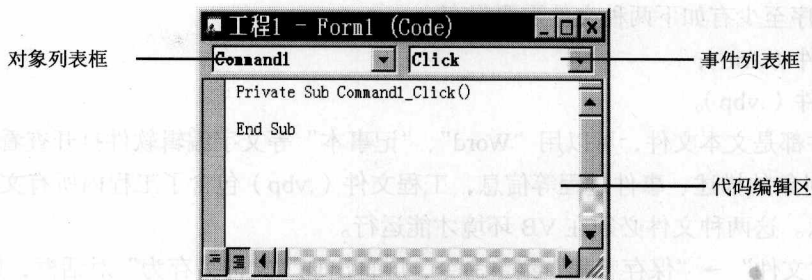 工程1 - Form1 (Code)
对象列表框
Command1
Click
事件列表框
Private Sub Command1_Click()
End Sub
代码编辑区